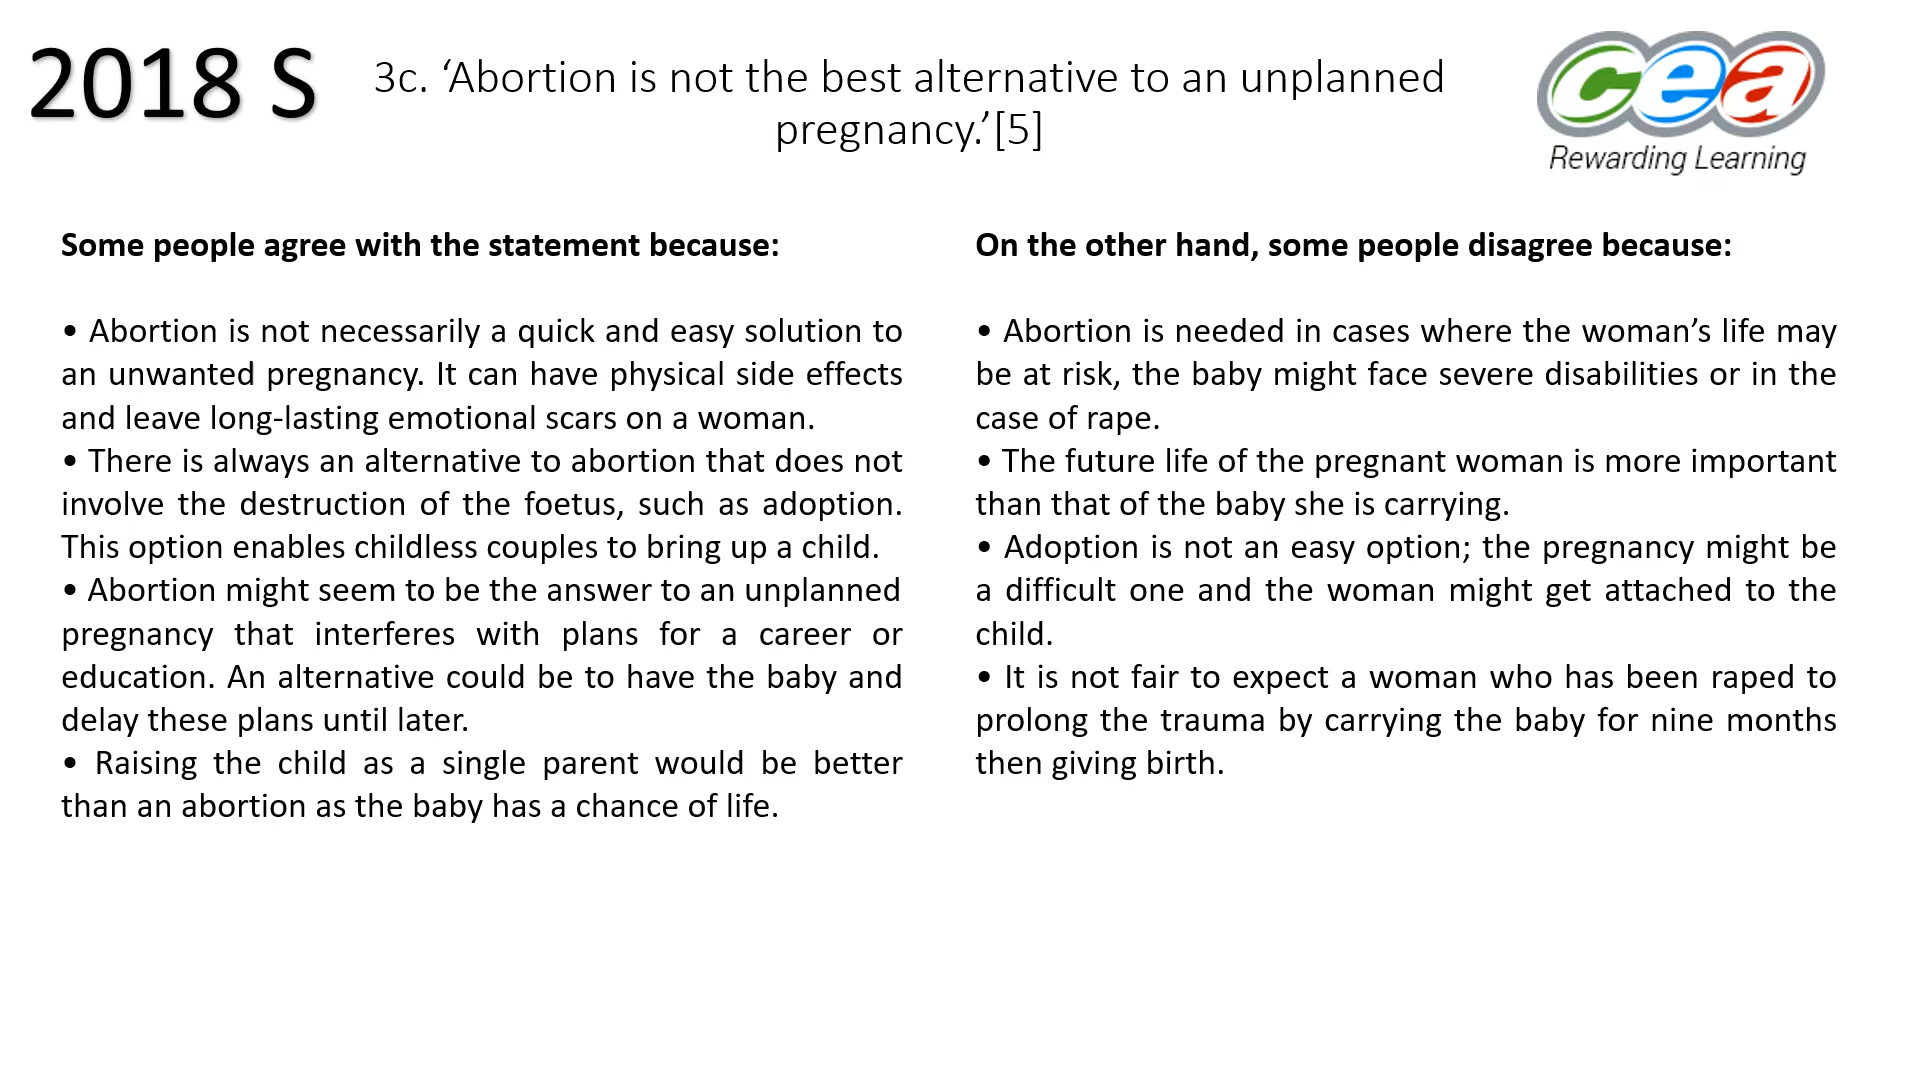 2018 S
3c. ‘Abortion is not the best alternative to an unplanned
pregnancy.’[5]
cea
Rewarding Learning
Some people agree with the statement because:
• Abortion is not necessarily a quick and easy solution to
an unwanted pregnancy. It can have physical side effects
and leave long-lasting emotional scars on a woman.
• There is always an alternative to abortion that does not
involve the destruction of the foetus, such as adoption.
This option enables childless couples to bring up a child.
• Abortion might seem to be the answer to an unplanned
pregnancy that interferes with plans for a career or
education. An alternative could be to have the baby and
delay these plans until later.
• Raising the child as a single parent would be better
than an abortion as the baby has a chance of life.
On the other hand, some people disagree because:
• Abortion is needed in cases where the woman’s life may
be at risk, the baby might face severe disabilities or in the
case of rape.
• The future life of the pregnant woman is more important
than that of the baby she is carrying.
• Adoption is not an easy option; the pregnancy might be
a difficult one and the woman might get attached to the
child.
• It is not fair to expect a woman who has been raped to
prolong the trauma by carrying the baby for nine months
then giving birth.